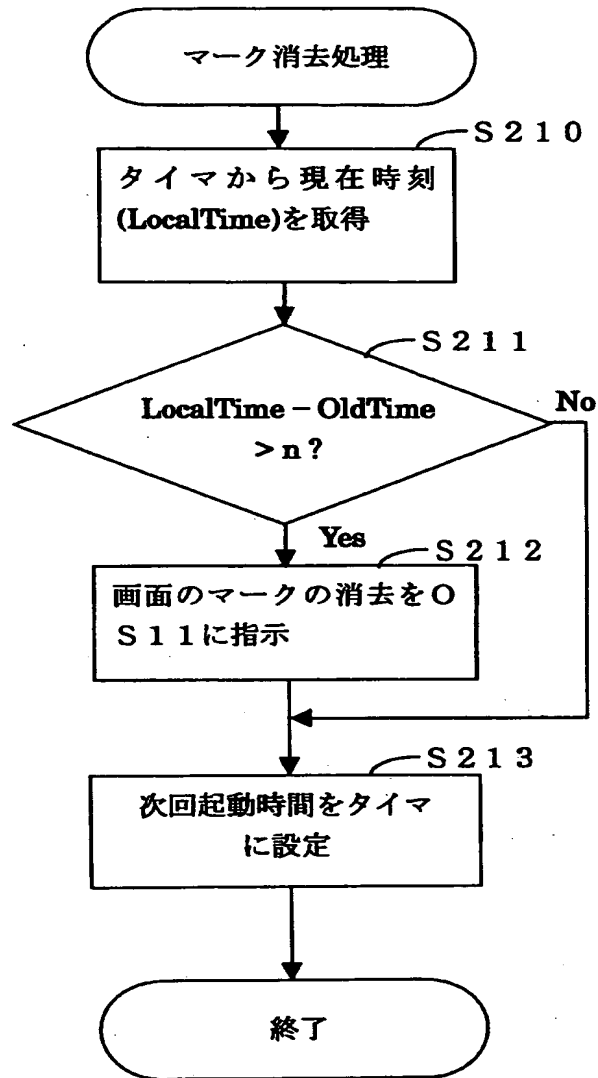 マーク消去処理
S210
タイマから現在時刻
(LocalTime)を取得
S211
LocalTime – OldTime
> n ?
No
Yes
S212
画面のマークの消去をO
S11に指示
S213
次回起動時間をタイマ
に設定
終了